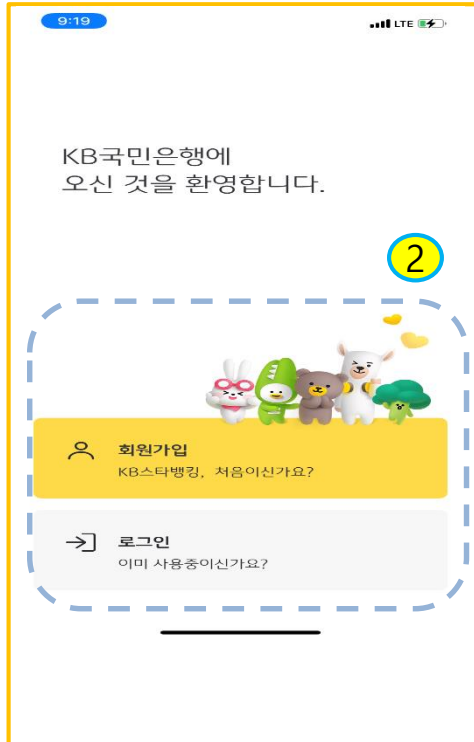 9:19
LTE
KB국민은행에
오신 것을 환영합니다.
2
회원가입
KB스타뱅킹, 처음이신가요?
로그인
이미 사용중이신가요?